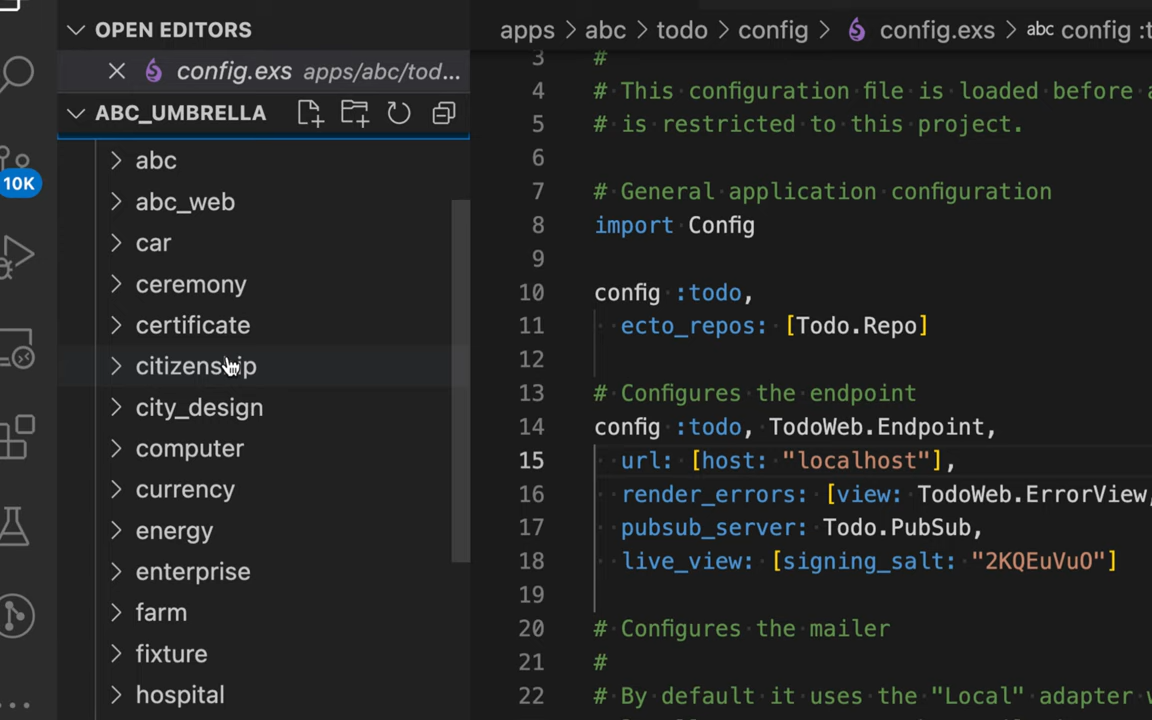 OPEN EDITORS
config.exs apps/abc/tod...
ABC_UMBRELLA
10K
abc
abc_web
car
ceremony
certificate
citizenship
city_design
computer
currency
energy
enterprise
farm
fixture
hospital
apps > abc > todo > config > config.exs > abc config :t
3 #
4 # This configuration file is loaded before a
5 # is restricted to this project.
6
7 # General application configuration
8 import Config
9
10 config :todo,
11 ecto_repos: [Todo.Repo]
12
13 # Configures the endpoint
14 config :todo, TodoWeb.Endpoint,
15 url: [host: "localhost"],
16 render_errors: [view: TodoWeb.ErrorView,
17 pubsub_server: Todo.PubSub,
18 live_view: [signing_salt: "2KQEuVuO"]
19
20 # Configures the mailer
21 #
22 # By default it uses the "Local" adapter w